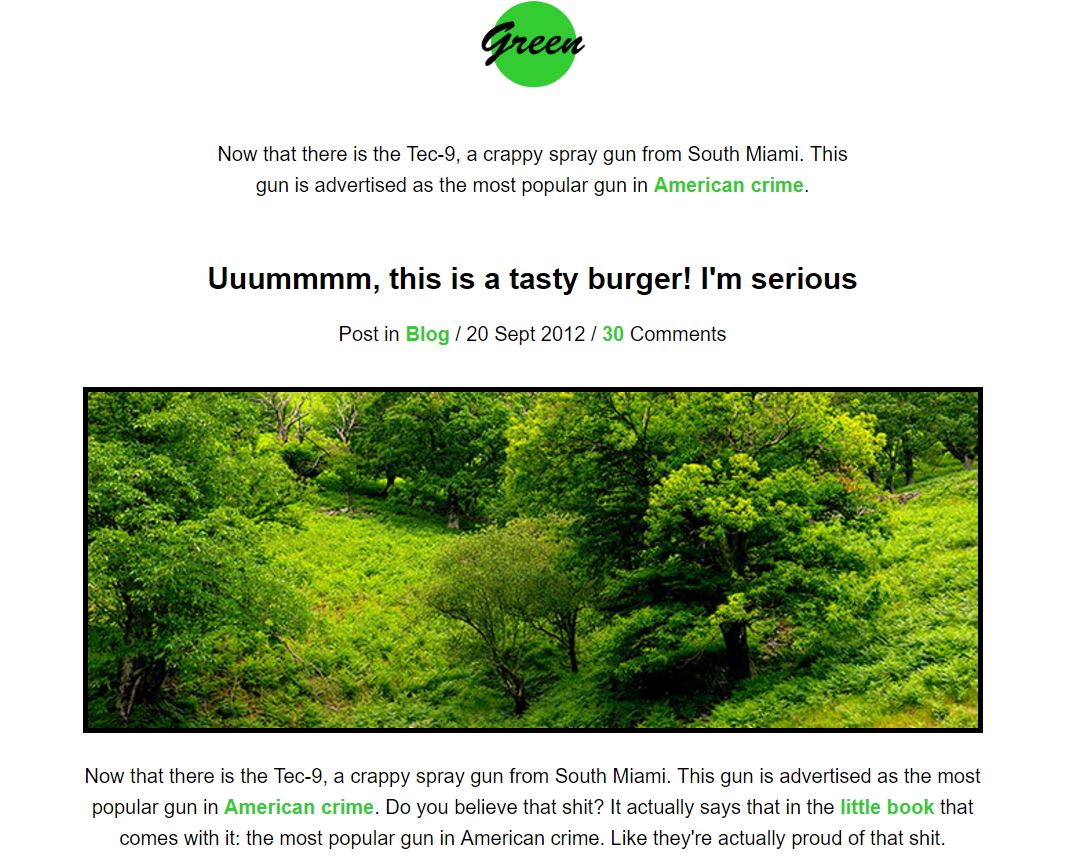 Green
Now that there is the Tec-9, a crappy spray gun from South Miami. This
gun is advertised as the most popular gun in American crime.
Uuummmm, this is a tasty burger! I'm serious
Post in Blog / 20 Sept 2012 / 30 Comments
Now that there is the Tec-9, a crappy spray gun from South Miami. This gun is advertised as the most
popular gun in American crime. Do you believe that shit? It actually says that in the little book that
comes with it: the most popular gun in American crime. Like they're actually proud of that shit.